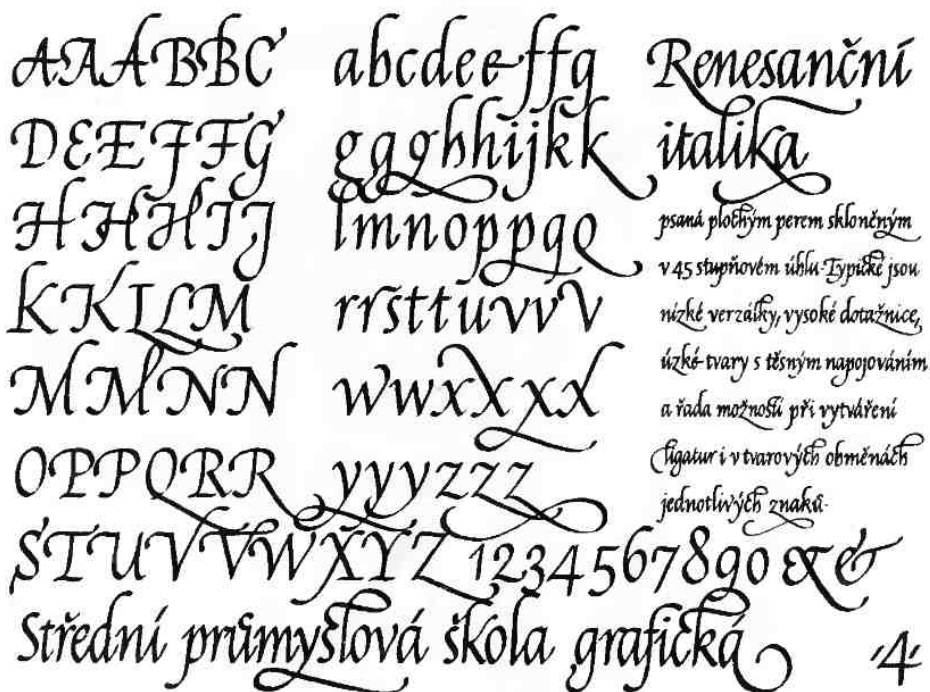 AAABBC
DEEFFG
HHHIJ
KKLLM
MMNN
OPPQRR
abcdeeffg
ggghhijkk
lmnoppqq
rrsttuvvv
wwxxxx
yyyzzz
Renesanční
italika
psaná plochým perem skloněným
v 45 stupňovém úhlu. Typické jsou
nízké verzálky, vysoké dotažnice,
úzké tvary s těsným napojováním
a řada možností při vytváření
ligatur i v tvarových obměnách
jednotlivých znaků.
STUVVWXYZ 1234567890 & &
Střední průmyslová škola grafická
4